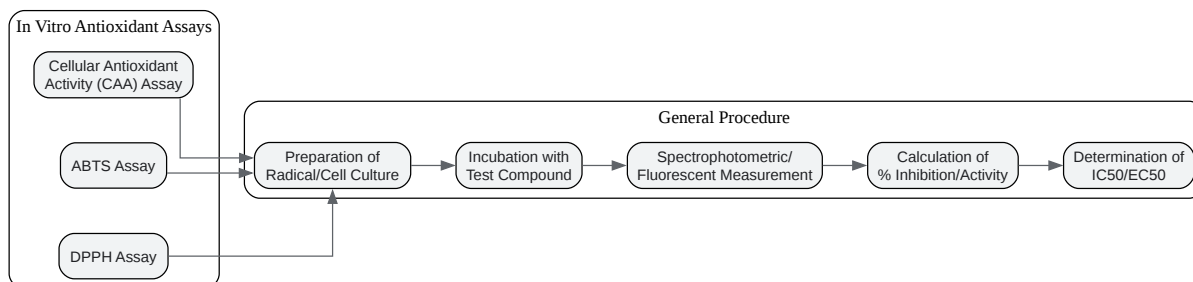 In Vitro Antioxidant Assays
Cellular Antioxidant
Activity (CAA) Assay
ABTS Assay
DPPH Assay
General Procedure
Preparation of
Radical/Cell Culture
Incubation with
Test Compound
Spectrophotometric/
Fluorescent Measurement
Calculation of
% Inhibition/Activity
Determination of
IC50/EC50